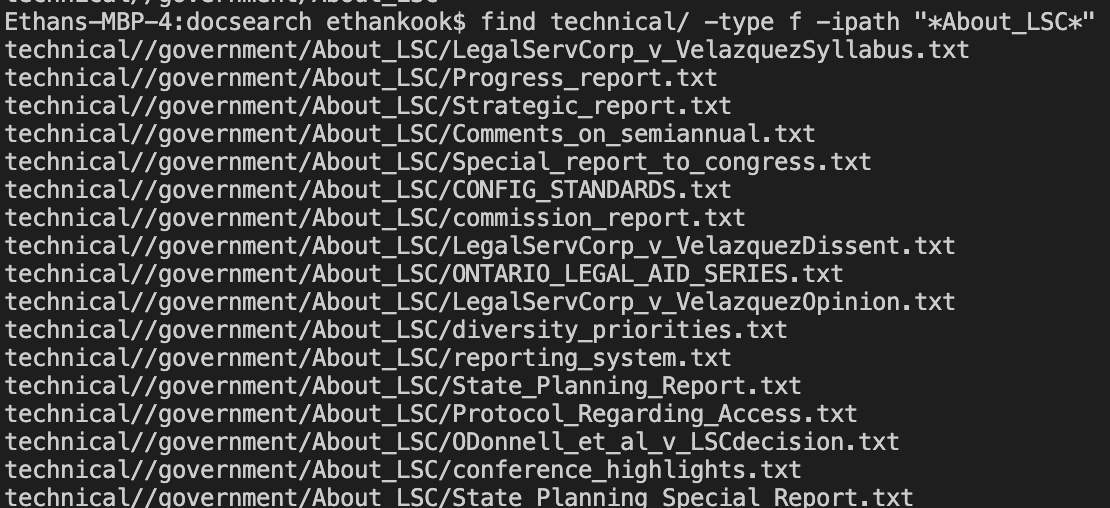 technical//government/About_LSC
Ethans-MBP-4:docsearch ethankook$ find technical/ -type f -ipath "*About_LSC*"
technical//government/About_LSC/LegalServCorp_v_VelazquezSyllabus.txt
technical//government/About_LSC/Progress_report.txt
technical//government/About_LSC/Strategic_report.txt
technical//government/About_LSC/Comments_on_semiannual.txt
technical//government/About_LSC/Special_report_to_congress.txt
technical//government/About_LSC/CONFIG_STANDARDS.txt
technical//government/About_LSC/commission_report.txt
technical//government/About_LSC/LegalServCorp_v_VelazquezDissent.txt
technical//government/About_LSC/ONTARIO_LEGAL_AID_SERIES.txt
technical//government/About_LSC/LegalServCorp_v_VelazquezOpinion.txt
technical//government/About_LSC/diversity_priorities.txt
technical//government/About_LSC/reporting_system.txt
technical//government/About_LSC/State_Planning_Report.txt
technical//government/About_LSC/Protocol_Regarding_Access.txt
technical//government/About_LSC/ODonnell_et_al_v_LSCdecision.txt
technical//government/About_LSC/conference_highlights.txt
technical//government/About_LSC/State_Planning_Special_Report.txt